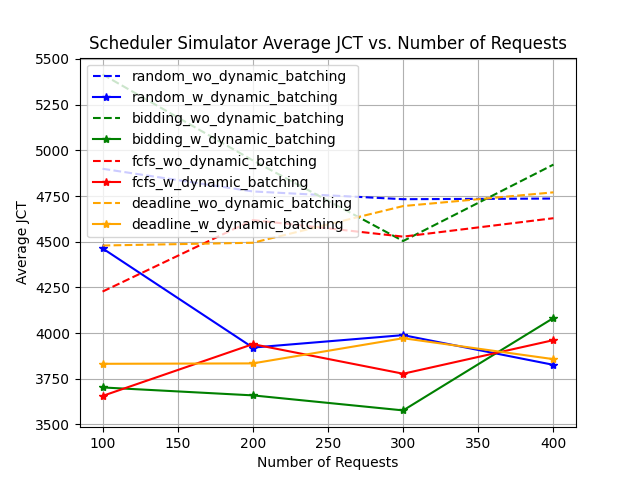 Scheduler Simulator Average JCT vs. Number of Requests
random_wo_dynamic_batching
random_w_dynamic_batching
bidding_wo_dynamic_batching
bidding_w_dynamic_batching
fcfs_wo_dynamic_batching
fcfs_w_dynamic_batching
deadline_wo_dynamic_batching
deadline_w_dynamic_batching
5500
5250
5000
4750
4500
4250
4000
3750
3500
Average JCT
100 150 200 250 300 350 400
Number of Requests